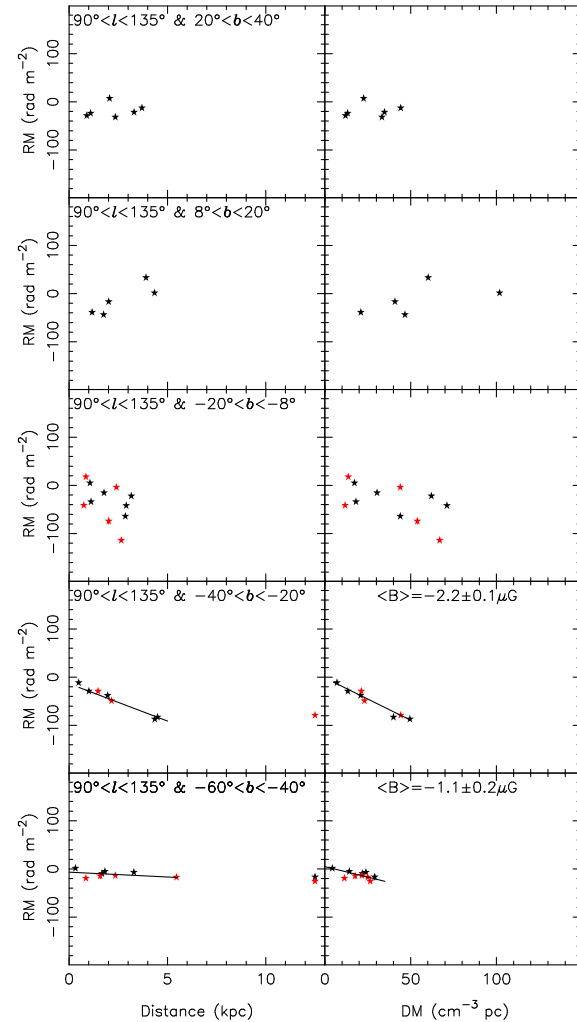 90°<l<135° & 20°<b<40°
100
0
−100
RM (rad m⁻²)
90°<l<135° & 8°<b<20°
100
0
−100
RM (rad m⁻²)
90°<l<135° & −20°<b<−8°
100
0
−100
RM (rad m⁻²)
90°<l<135° & −40°<b<−20°
<B>=−2.2±0.1μG
100
0
−100
RM (rad m⁻²)
90°<l<135° & −60°<b<−40°
<B>=−1.1±0.2μG
100
0
−100
RM (rad m⁻²)
0 5 10 0 50 100
Distance (kpc) DM (cm⁻³ pc)